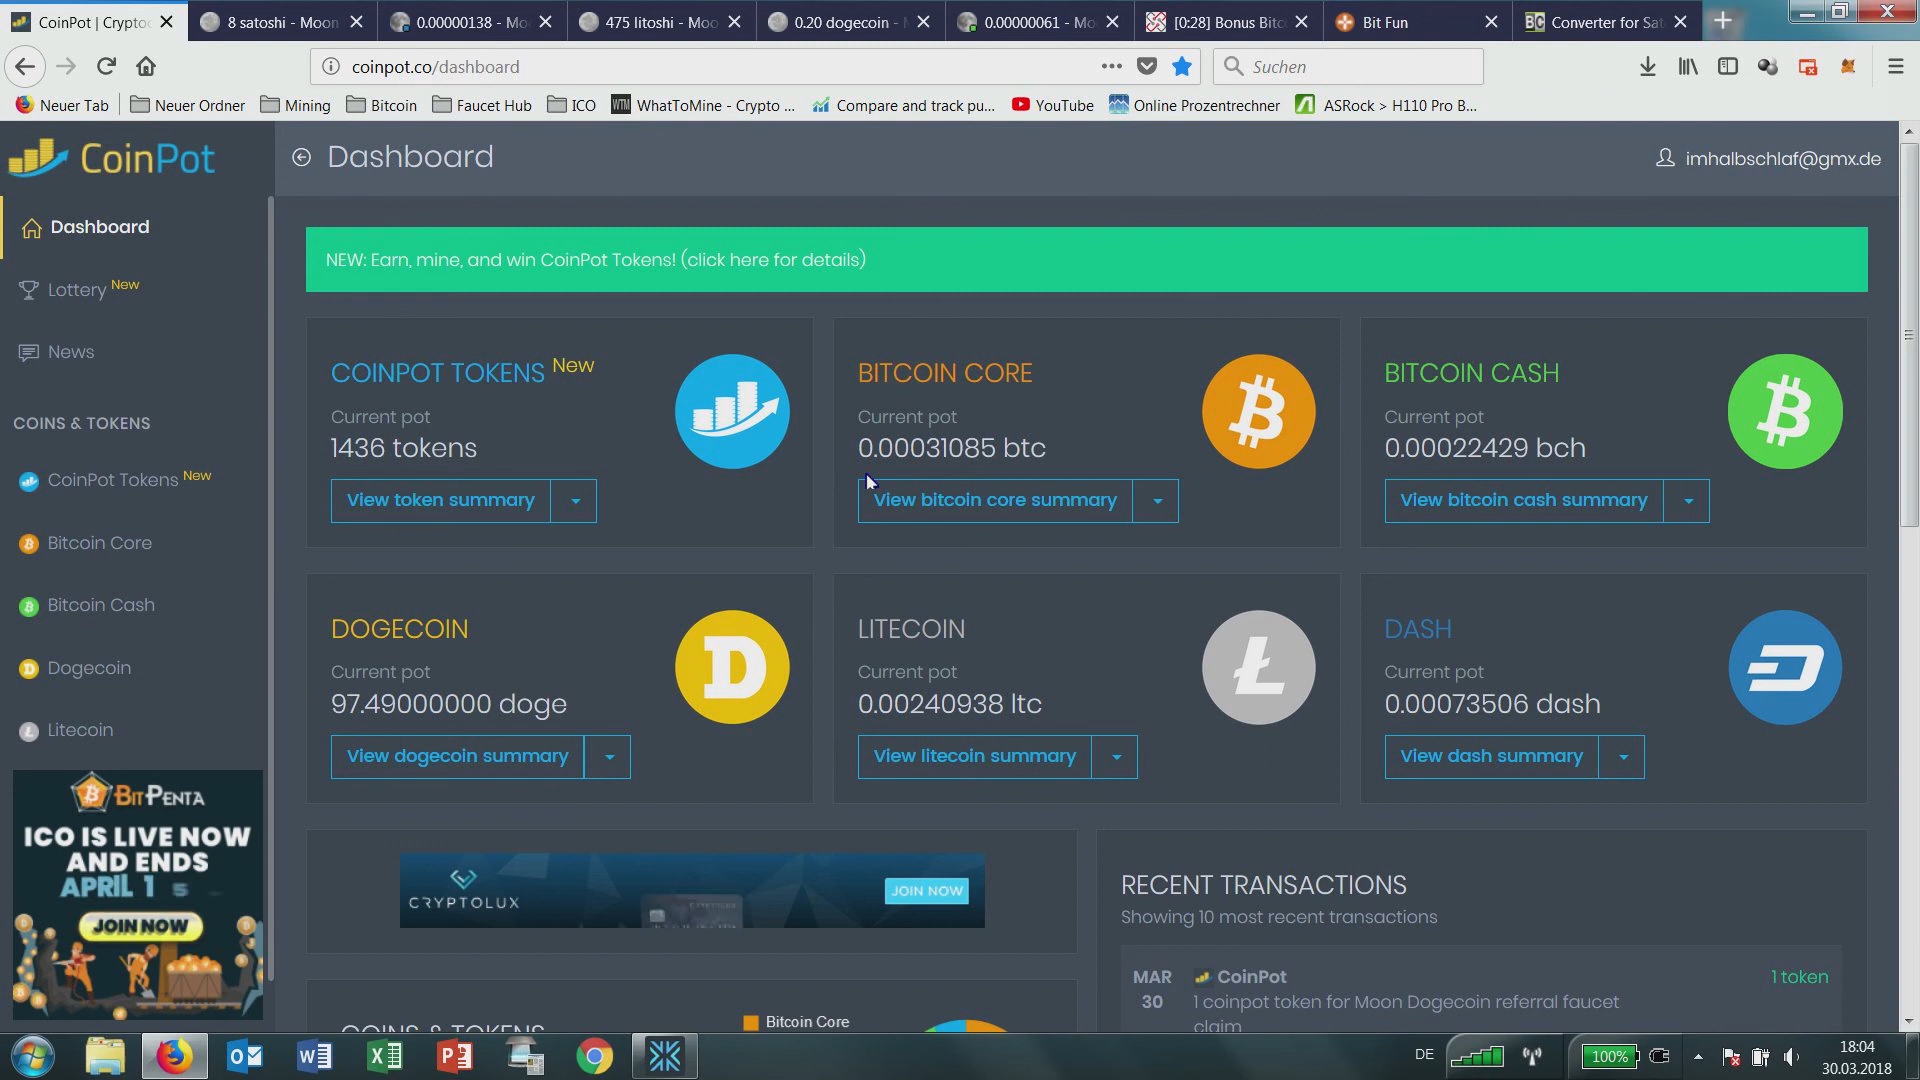 CoinPot | Cryptoc
8 satoshi - Moon
0.00000138 - Mo
475 litoshi - Moo
0.20 dogecoin -
0.00000061 - Mo
[0:28] Bonus Bitc
Bit Fun
Converter for Sat
coinpot.co/dashboard
Suchen
Neuer Tab
Neuer Ordner
Mining
Bitcoin
Faucet Hub
ICO
WTM WhatToMine - Crypto ...
Compare and track pu...
YouTube
Online Prozentrechner
ASRock > H110 Pro B...
CoinPot
Dashboard
imhalbschlaf@gmx.de
Dashboard
Lottery New
News
COINS & TOKENS
CoinPot Tokens New
Bitcoin Core
Bitcoin Cash
Dogecoin
Litecoin
BITPENTA
ICO IS LIVE NOW
AND ENDS
APRIL 1 5
JOIN NOW
NEW: Earn, mine, and win CoinPot Tokens! (click here for details)
COINPOT TOKENS New
Current pot
1436 tokens
View token summary
BITCOIN CORE
Current pot
0.00031085 btc
View bitcoin core summary
BITCOIN CASH
Current pot
0.00022429 bch
View bitcoin cash summary
DOGECOIN
Current pot
97.49000000 doge
View dogecoin summary
LITECOIN
Current pot
0.00240938 ltc
View litecoin summary
DASH
Current pot
0.00073506 dash
View dash summary
CRYPTOLUX
JOIN NOW
RECENT TRANSACTIONS
Showing 10 most recent transactions
MAR
30
CoinPot
1 token
1 coinpot token for Moon Dogecoin referral faucet
claim
COINS & TOKENS
Bitcoin Core
DE
100%
18:04
30.03.2018